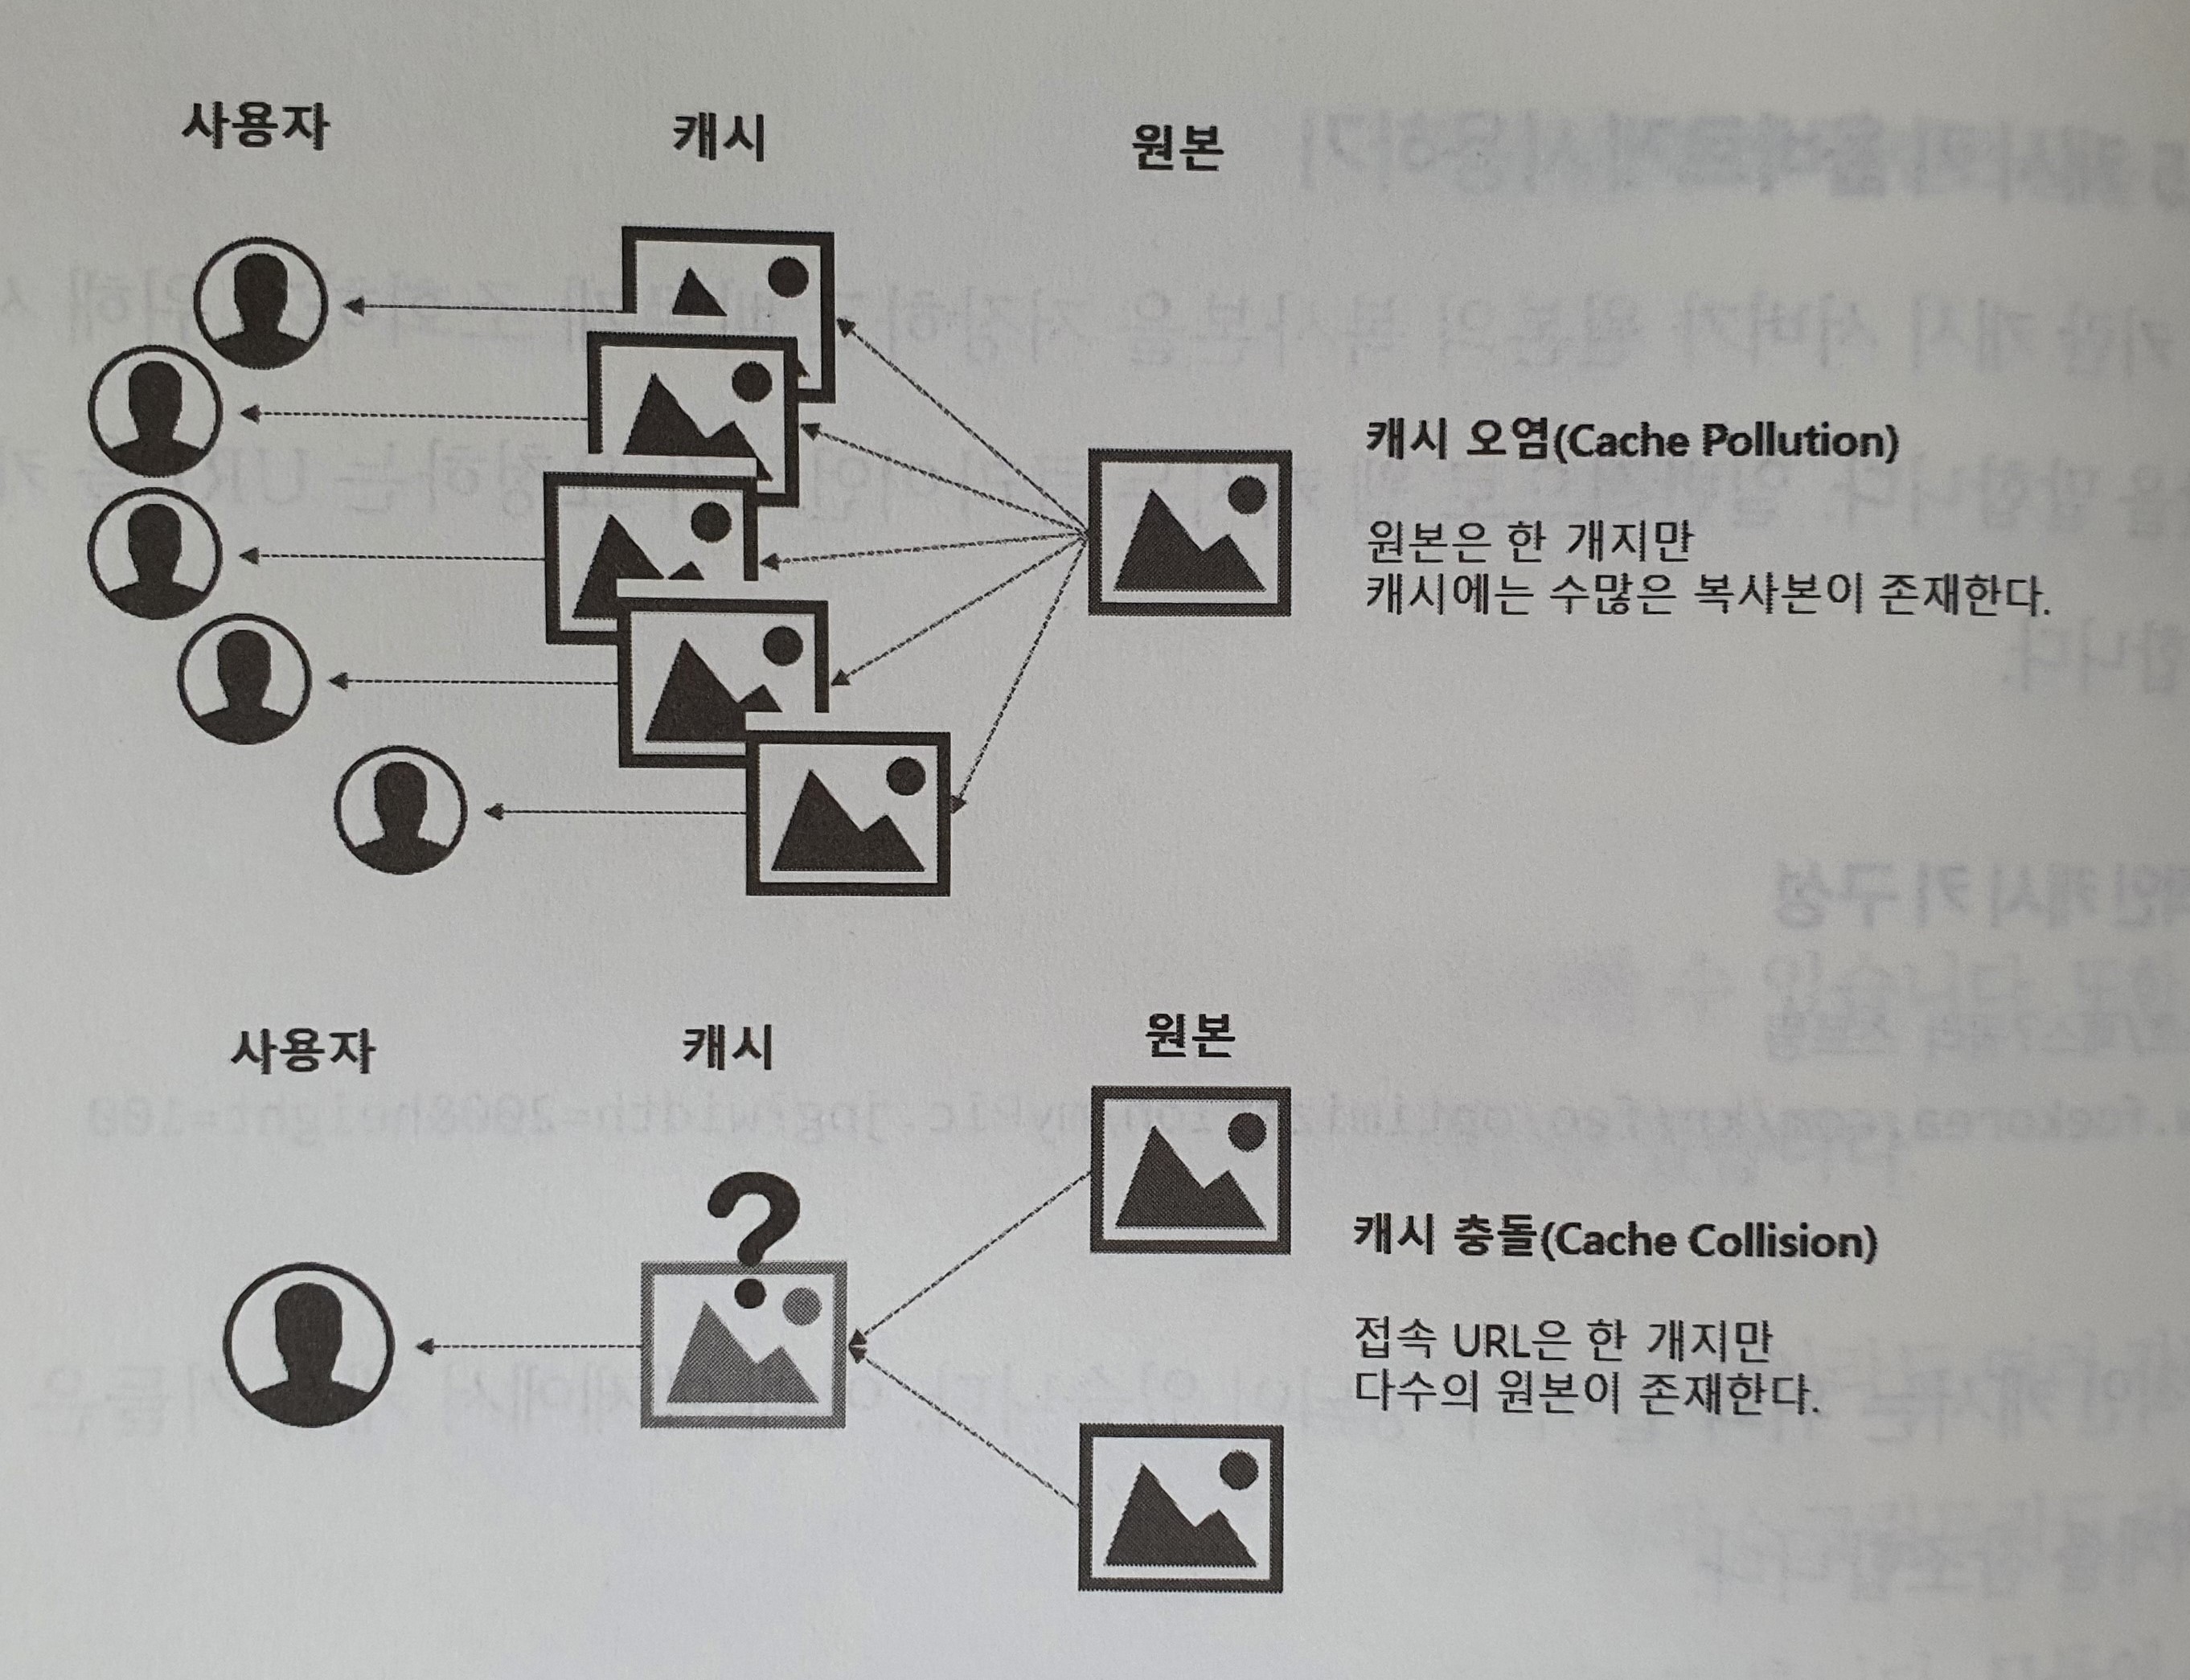 사용자 캐시 원본
캐시 오염(Cache Pollution)
원본은 한 개지만
캐시에는 수많은 복사본이 존재한다.
사용자 캐시 원본
?
캐시 충돌(Cache Collision)
접속 URL은 한 개지만
다수의 원본이 존재한다.